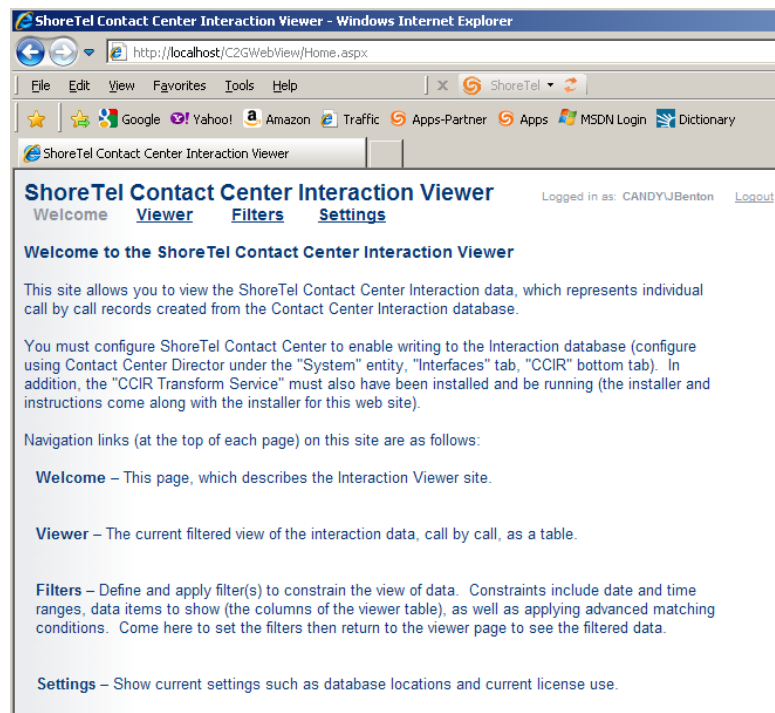 ShoreTel Contact Center Interaction Viewer - Windows Internet Explorer
http://localhost/C2GWebView/Home.aspx
File Edit View Favorites Tools Help X ShoreTel
Google Yahoo! Amazon Traffic Apps-Partner Apps MSDN Login Dictionary
ShoreTel Contact Center Interaction Viewer
ShoreTel Contact Center Interaction Viewer Logged in as: CANDY\JBenton Logout
Welcome Viewer Filters Settings
Welcome to the ShoreTel Contact Center Interaction Viewer
This site allows you to view the ShoreTel Contact Center Interaction data, which represents individual
call by call records created from the Contact Center Interaction database.
You must configure ShoreTel Contact Center to enable writing to the Interaction database (configure
using Contact Center Director under the "System" entity, "Interfaces" tab, "CCIR" bottom tab). In
addition, the "CCIR Transform Service" must also have been installed and be running (the installer and
instructions come along with the installer for this web site).
Navigation links (at the top of each page) on this site are as follows:
Welcome – This page, which describes the Interaction Viewer site.
Viewer – The current filtered view of the interaction data, call by call, as a table.
Filters – Define and apply filter(s) to constrain the view of data. Constraints include date and time
ranges, data items to show (the columns of the viewer table), as well as applying advanced matching
conditions. Come here to set the filters then return to the viewer page to see the filtered data.
Settings – Show current settings such as database locations and current license use.